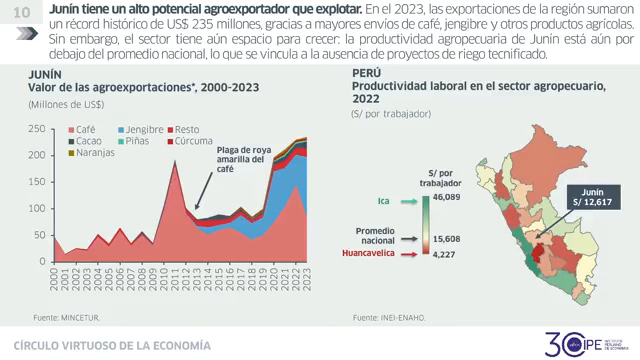 10
Junín tiene un alto potencial agroexportador que explotar. En el 2023, las exportaciones de la región sumaron
un récord histórico de US$ 235 millones, gracias a mayores envíos de café, jengibre y otros productos agrícolas.
Sin embargo, el sector tiene aún espacio para crecer: la productividad agropecuaria de Junín está aún por
debajo del promedio nacional, lo que se vincula a la ausencia de proyectos de riego tecnificado.
JUNÍN
Valor de las agroexportaciones*, 2000-2023
(Millones de US$)
250
200
150
100
50
0
Café
Jengibre
Resto
Cacao
Piñas
Cúrcuma
Naranjas
Plaga de roya
amarilla del
café
2000
2001
2002
2003
2004
2005
2006
2007
2008
2009
2010
2011
2012
2013
2014
2015
2016
2017
2018
2019
2020
2021
2022
2023
Fuente: MINCETUR.
PERÚ
Productividad laboral en el sector agropecuario,
2022
(S/ por trabajador)
S/ por
trabajador
Ica
46,089
Promedio
nacional
15,608
Huancavelica
4,227
Junín
S/ 12,617
Fuente: INEI-ENAHO.
CÍRCULO VIRTUOSO DE LA ECONOMÍA
30
IPE
INSTITUTO
PERUANO
DE ECONOMÍA